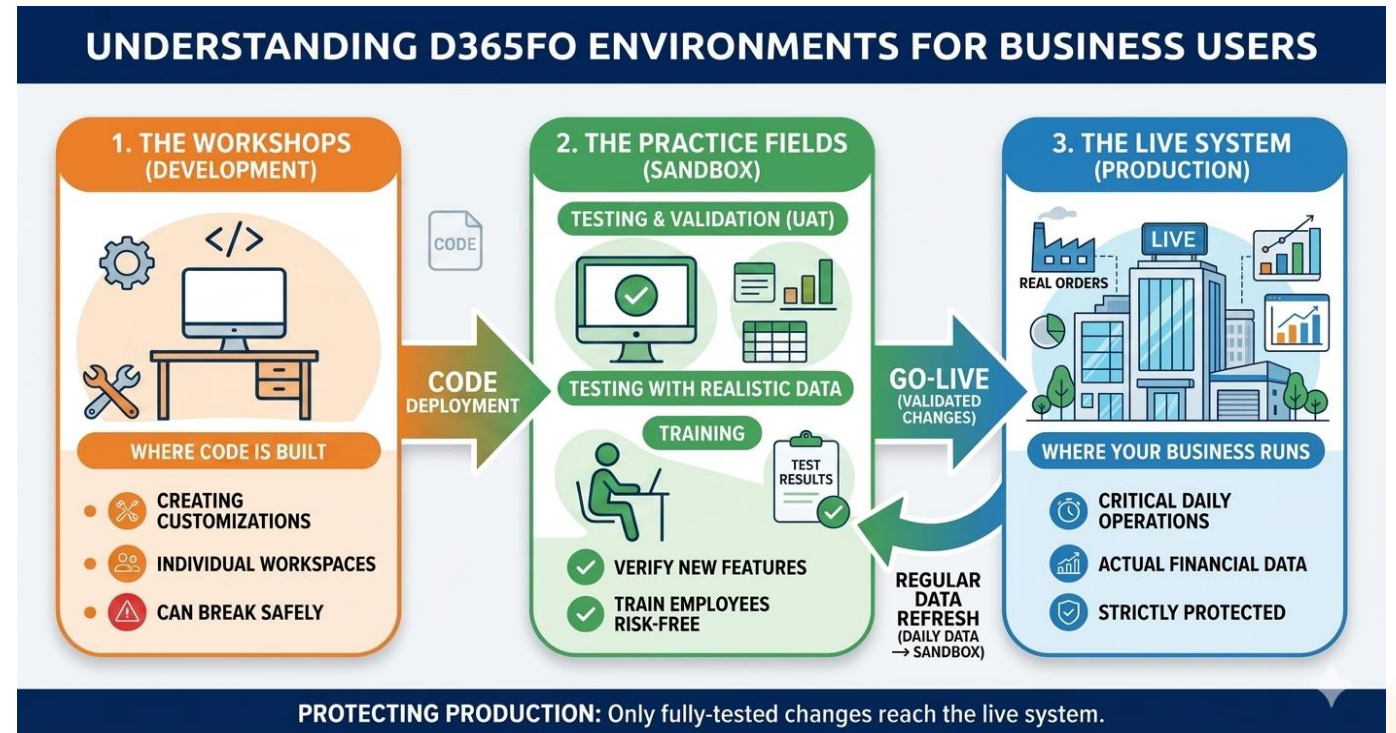 UNDERSTANDING D365FO ENVIRONMENTS FOR BUSINESS USERS
1. THE WORKSHOPS
(DEVELOPMENT)
</>
WHERE CODE IS BUILT
CREATING
CUSTOMIZATIONS
INDIVIDUAL WORKSPACES
CAN BREAK SAFELY
CODE
CODE
DEPLOYMENT
2. THE PRACTICE FIELDS
(SANDBOX)
TESTING & VALIDATION (UAT)
TESTING WITH REALISTIC DATA
TRAINING
TEST
RESULTS
VERIFY NEW FEATURES
TRAIN EMPLOYEES
RISK-FREE
GO-LIVE
(VALIDATED
CHANGES)
REGULAR
DATA
REFRESH
(DAILY DATA
→ SANDBOX)
3. THE LIVE SYSTEM
(PRODUCTION)
LIVE
REAL ORDERS
WHERE YOUR BUSINESS RUNS
CRITICAL DAILY
OPERATIONS
ACTUAL FINANCIAL DATA
STRICTLY PROTECTED
PROTECTING PRODUCTION: Only fully-tested changes reach the live system.